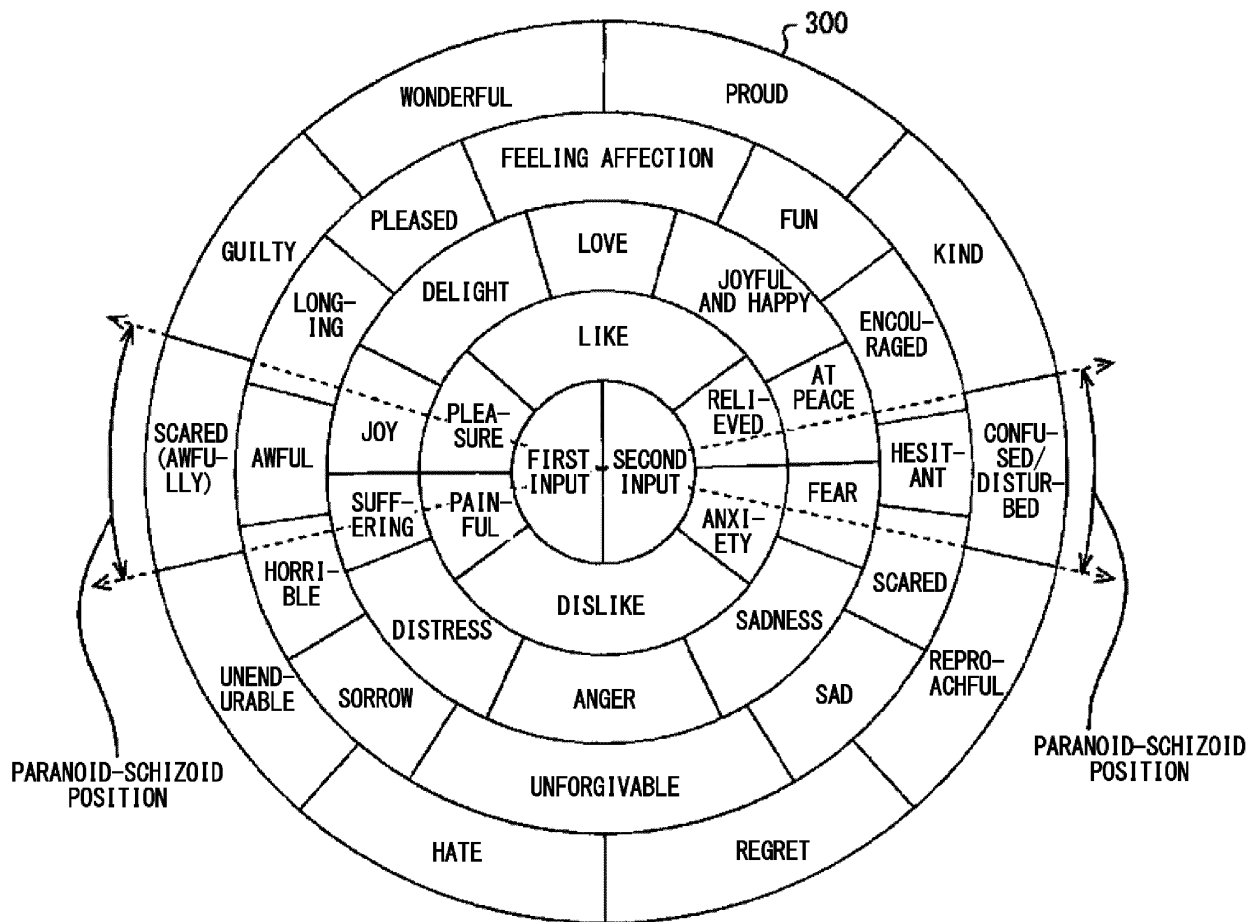 300
WONDERFUL
PROUD
FEELING AFFECTION
PLEASED
FUN
GUILTY
LOVE
KIND
DELIGHT
JOYFUL
AND HAPPY
LONG-
ING
ENCOU-
RAGED
LIKE
AT
PEACE
PLEA-
SURE
RELI-
EVED
JOY
SCARED
(AWFU-
LLY)
AWFUL
HESIT-
ANT
CONFU-
SED/
DISTUR-
BED
FIRST
INPUT
SECOND
INPUT
SUFF-
ERING
PAIN-
FUL
FEAR
ANXI-
ETY
HORRI-
BLE
SCARED
DISLIKE
DISTRESS
SADNESS
UNEND-
URABLE
REPRO-
ACHFUL
SORROW
ANGER
SAD
PARANOID-SCHIZOID
POSITION
PARANOID-SCHIZOID
POSITION
UNFORGIVABLE
HATE
REGRET